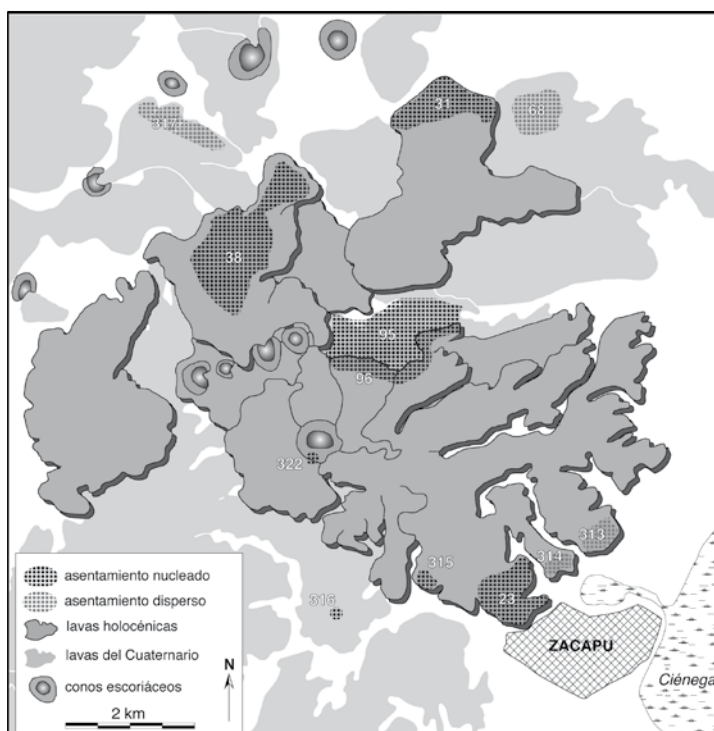 31
68
317
38
95
96
322
313
314
315
23
316
ZACAPU
Ciénega
asentamiento nucleado
asentamiento disperso
lavas holocénicas
lavas del Cuaternario
conos escoriáceos
N
2 km